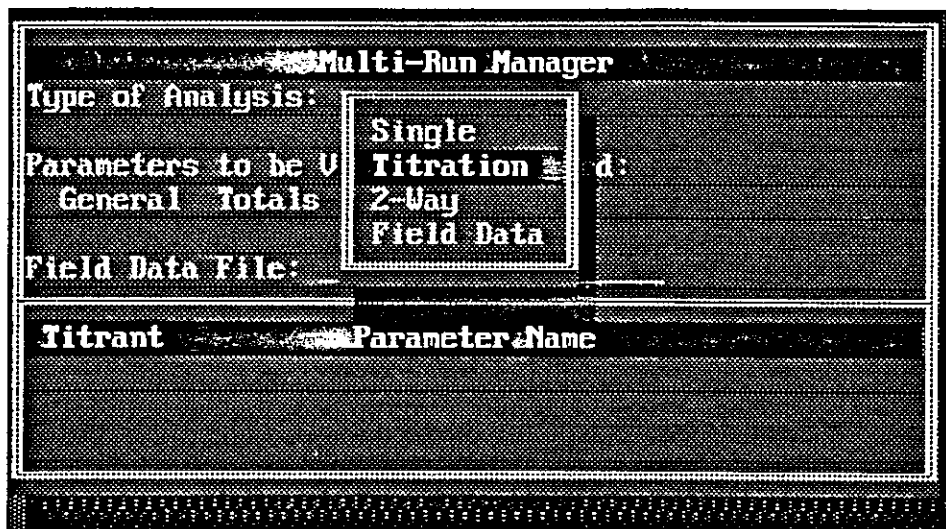 Multi-Run Manager
Type of Analysis:
Single
Parameters to be V Titration d:
General Totals 2-Way
Field Data
Field Data File:
Titrant Parameter Name